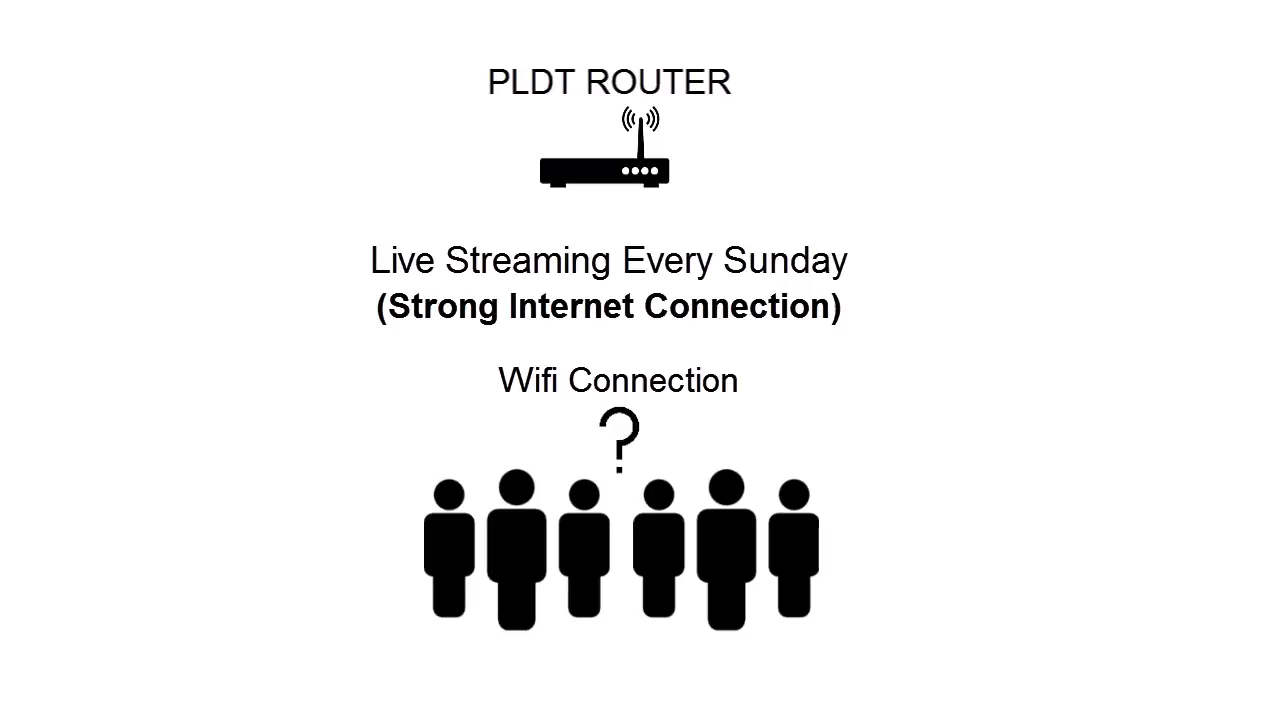 PLDT ROUTER
Live Streaming Every Sunday
(Strong Internet Connection)
Wifi Connection
?